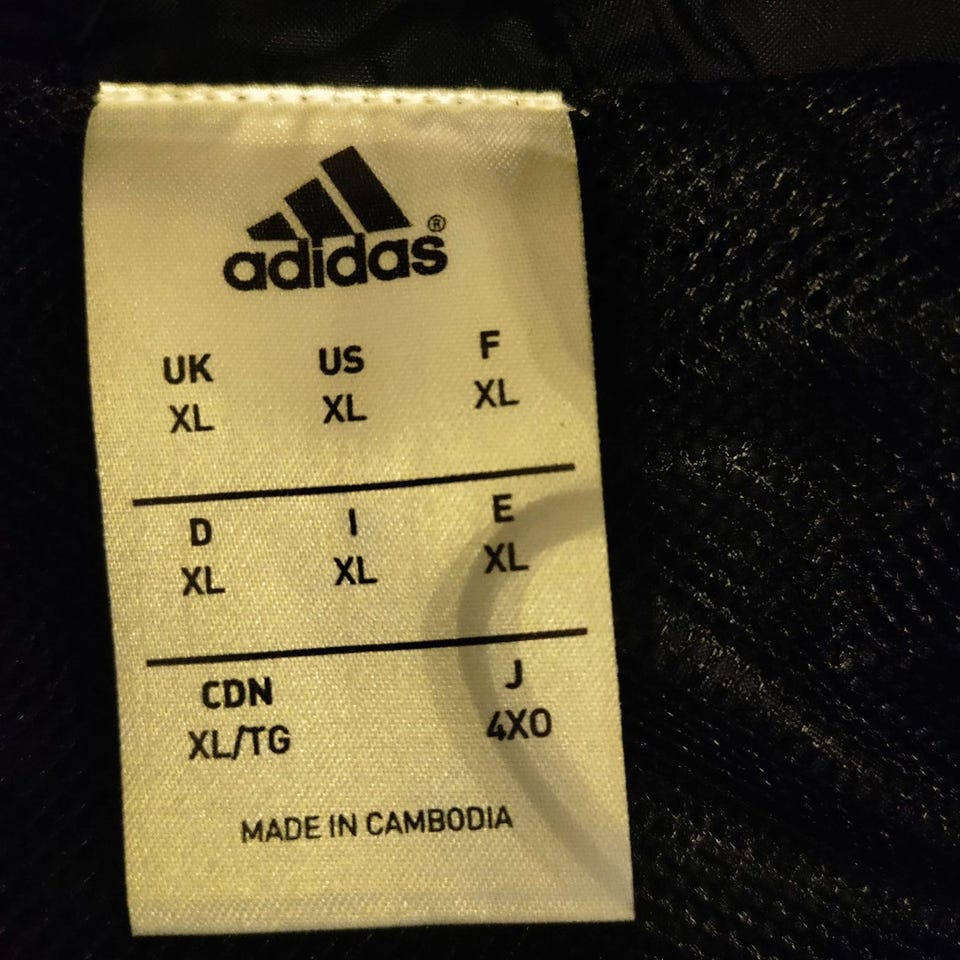 adidas®
UK US F
XL XL XL
D I E
XL XL XL
CDN J
XL/TG 4XO
MADE IN CAMBODIA